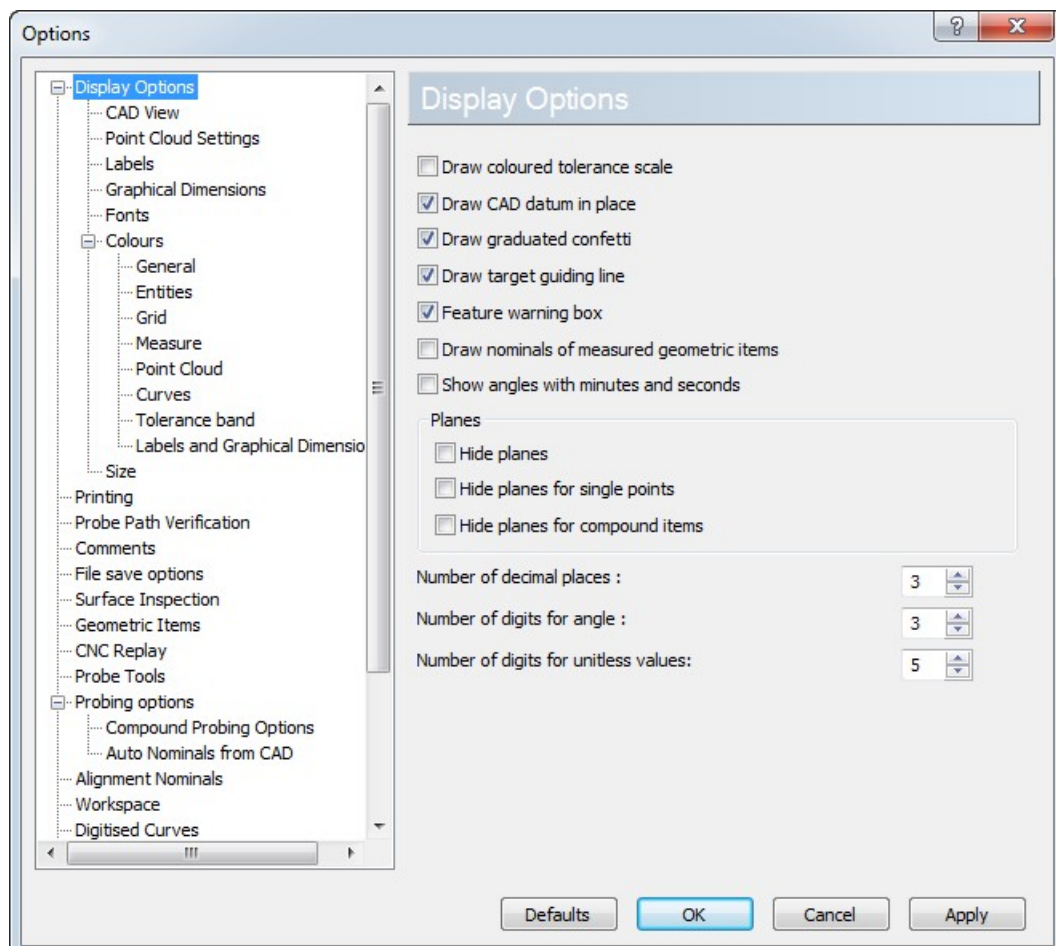 Options
Display Options
CAD View
Point Cloud Settings
Labels
Graphical Dimensions
Fonts
Colours
General
Entities
Grid
Measure
Point Cloud
Curves
Tolerance band
Labels and Graphical Dimensio
Size
Printing
Probe Path Verification
Comments
File save options
Surface Inspection
Geometric Items
CNC Replay
Probe Tools
Probing options
Compound Probing Options
Auto Nominals from CAD
Alignment Nominals
Workspace
Digitised Curves
Display Options
Draw coloured tolerance scale
Draw CAD datum in place
Draw graduated confetti
Draw target guiding line
Feature warning box
Draw nominals of measured geometric items
Show angles with minutes and seconds
Planes
Hide planes
Hide planes for single points
Hide planes for compound items
Number of decimal places : 3
Number of digits for angle : 3
Number of digits for unitless values: 5
Defaults OK Cancel Apply